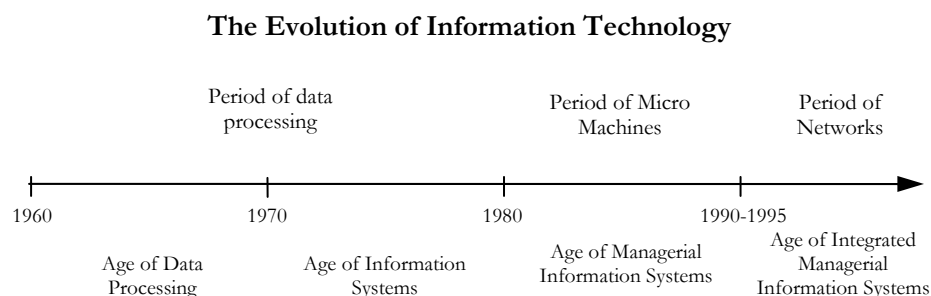 The Evolution of Information Technology
Period of data
processing
Period of Micro
Machines
Period of
Networks
1960
1970
1980
1990-1995
Age of Data
Processing
Age of Information
Systems
Age of Managerial
Information Systems
Age of Integrated
Managerial
Information Systems